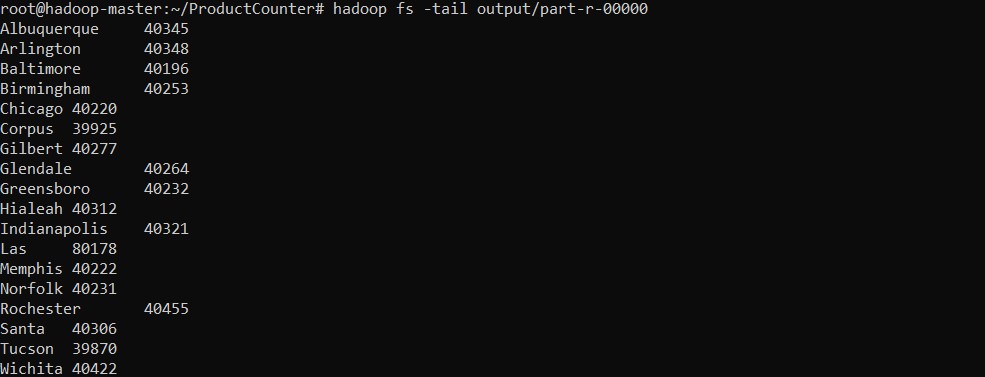 root@hadoop-master:~/ProductCounter# hadoop fs -tail output/part-r-00000
Albuquerque     40345
Arlington       40348
Baltimore       40196
Birmingham      40253
Chicago 40220
Corpus  39925
Gilbert 40277
Glendale        40264
Greensboro      40232
Hialeah 40312
Indianapolis    40321
Las     80178
Memphis 40222
Norfolk 40231
Rochester       40455
Santa   40306
Tucson  39870
Wichita 40422